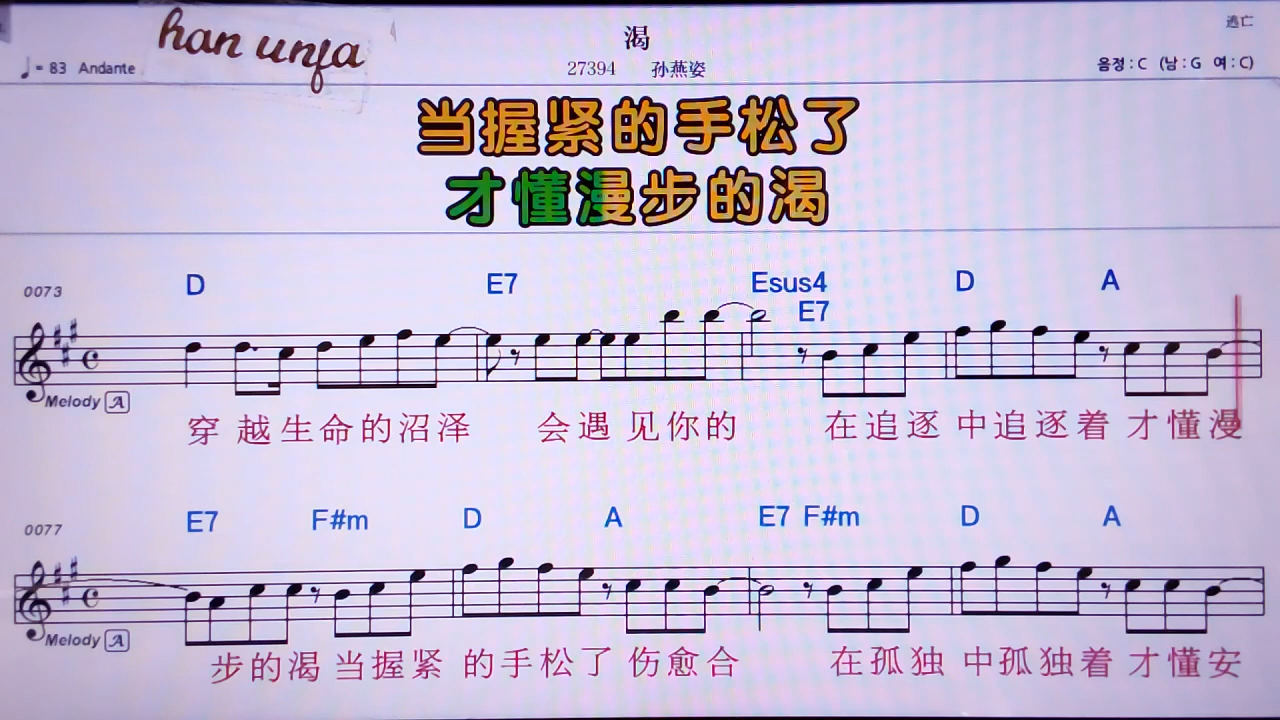 han unfa
渴
逃亡
♩= 83 Andante
27394 孙燕姿
음정 : C (남 : G 여 : C)
当握紧的手松了
才懂漫步的渴
0073
D E7 Esus4 E7 D A
Melody A
穿越生命的沼泽 会遇见你的 在追逐中追逐着才懂漫
0077
E7 F#m D A E7 F#m D A
Melody A
步的渴当握紧的手松了伤愈合 在孤独中孤独着才懂安